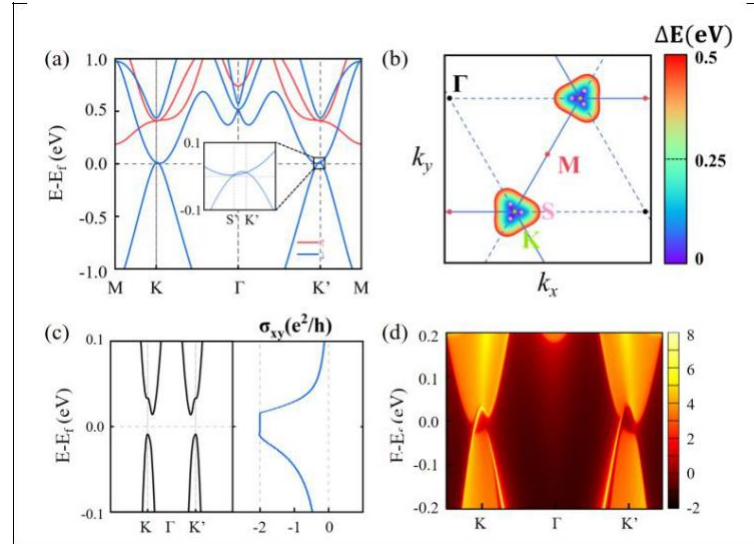 (a)
1.0
0.5
0.0
-0.5
-1.0
E-E_f (eV)
0.1
-0.1
S' K'
M K Γ K' M
(b)
Γ
M
S
K
k_y
k_x
ΔE(eV)
0.5
0.25
0
(c)
0.1
0.0
-0.1
E-E_f (eV)
K Γ K'
σ_xy(e²/h)
-2 -1 0
(d)
0.2
0.1
0.0
-0.1
-0.2
K Γ K'
8
6
4
2
0
-2